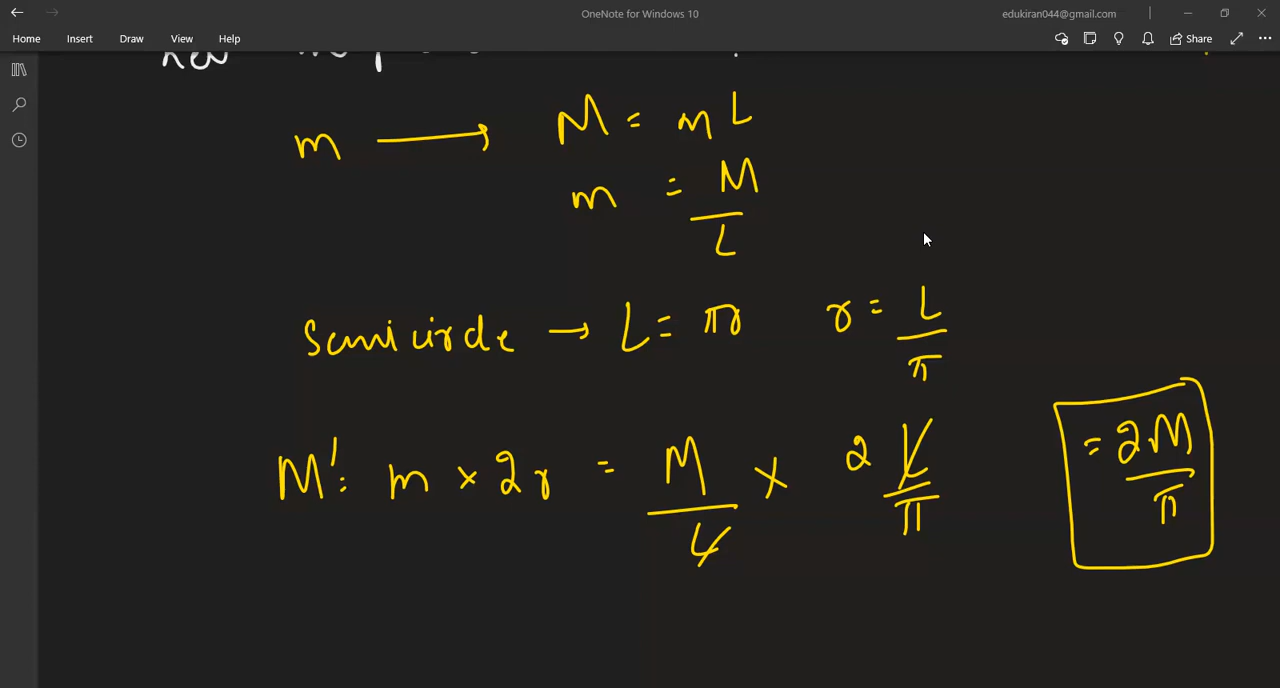 OneNote for Windows 10
edukiran044@gmail.com
Home Insert Draw View Help
Share
m → M = mL
m = M/L
Semicircle → L = πr r = L/π
M': m × 2r = M/L × 2 L/π = 2M/π